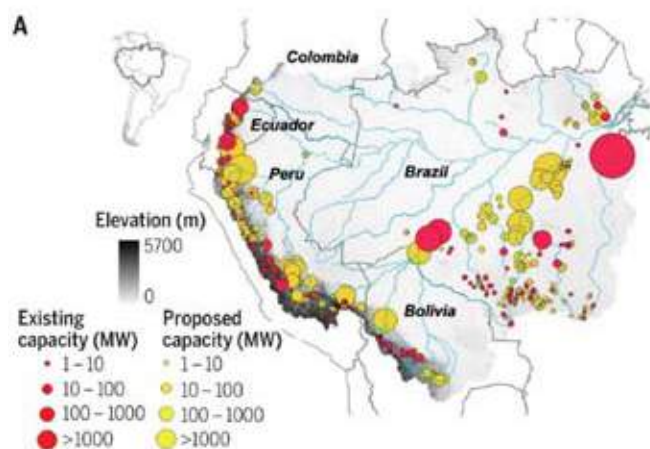 A
Colombia
Ecuador
Peru
Brazil
Elevation (m)
5700
0
Bolivia
Existing capacity (MW)
1–10
10–100
100–1000
>1000
Proposed capacity (MW)
1–10
10–100
100–1000
>1000